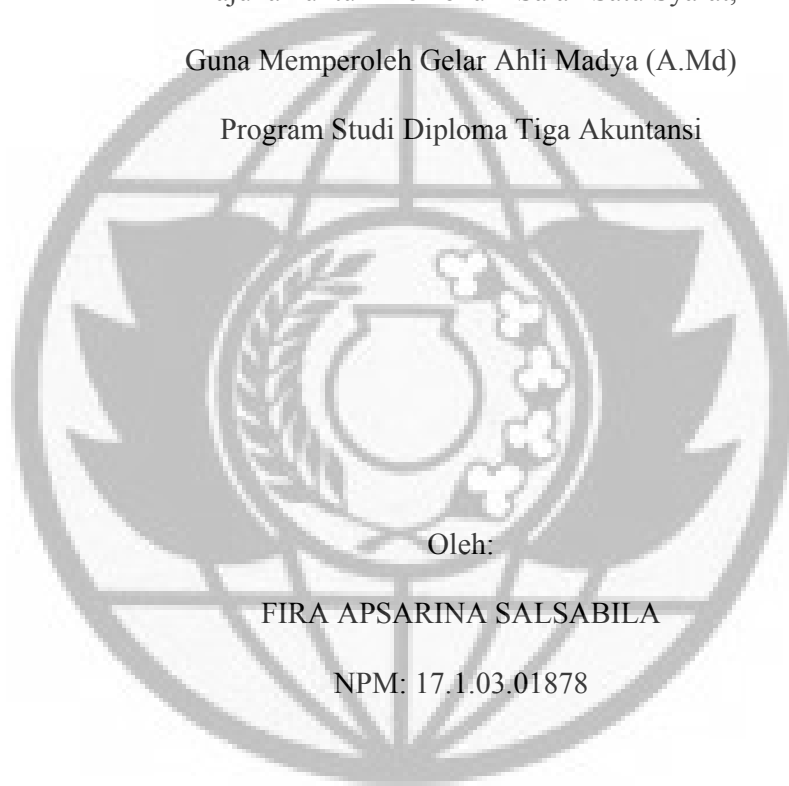 Guna Memperoleh Gelar Ahli Madya (A.Md)
Program Studi Diploma Tiga Akuntansi
Oleh:
FIRA APSARINA SALSABILA
NPM: 17.1.03.01878